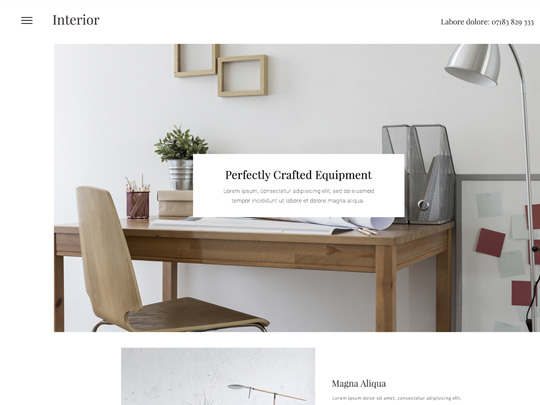 Interior
Labore dolore: 07183 829 333
Perfectly Crafted Equipment
Lorem ipsum, consectetur adipisicing elit, sed do eiusmod
tempor incididunt ut labore et dolore magna aliqua.
Magna Aliqua
Lorem ipsum dolor sit amet, consectetur adipisicing elit,